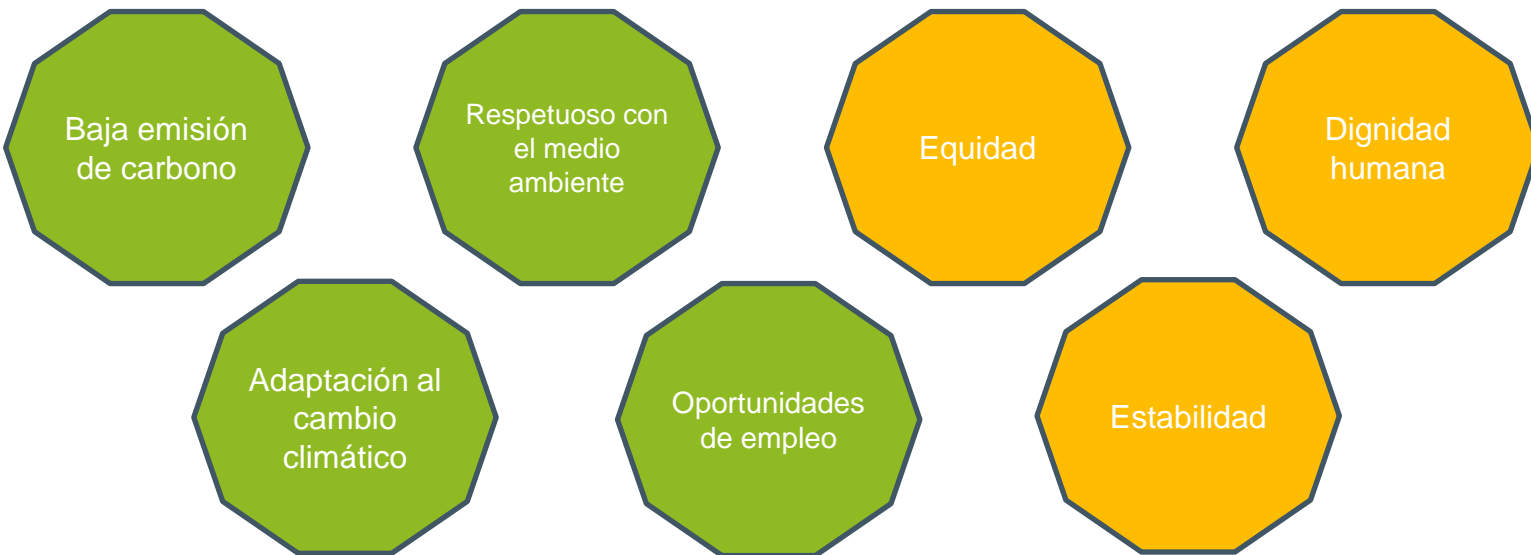 Baja emisión
de carbono
Respetuoso con
el medio
ambiente
Equidad
Dignidad
humana
Adaptación al
cambio
climático
Oportunidades
de empleo
Estabilidad